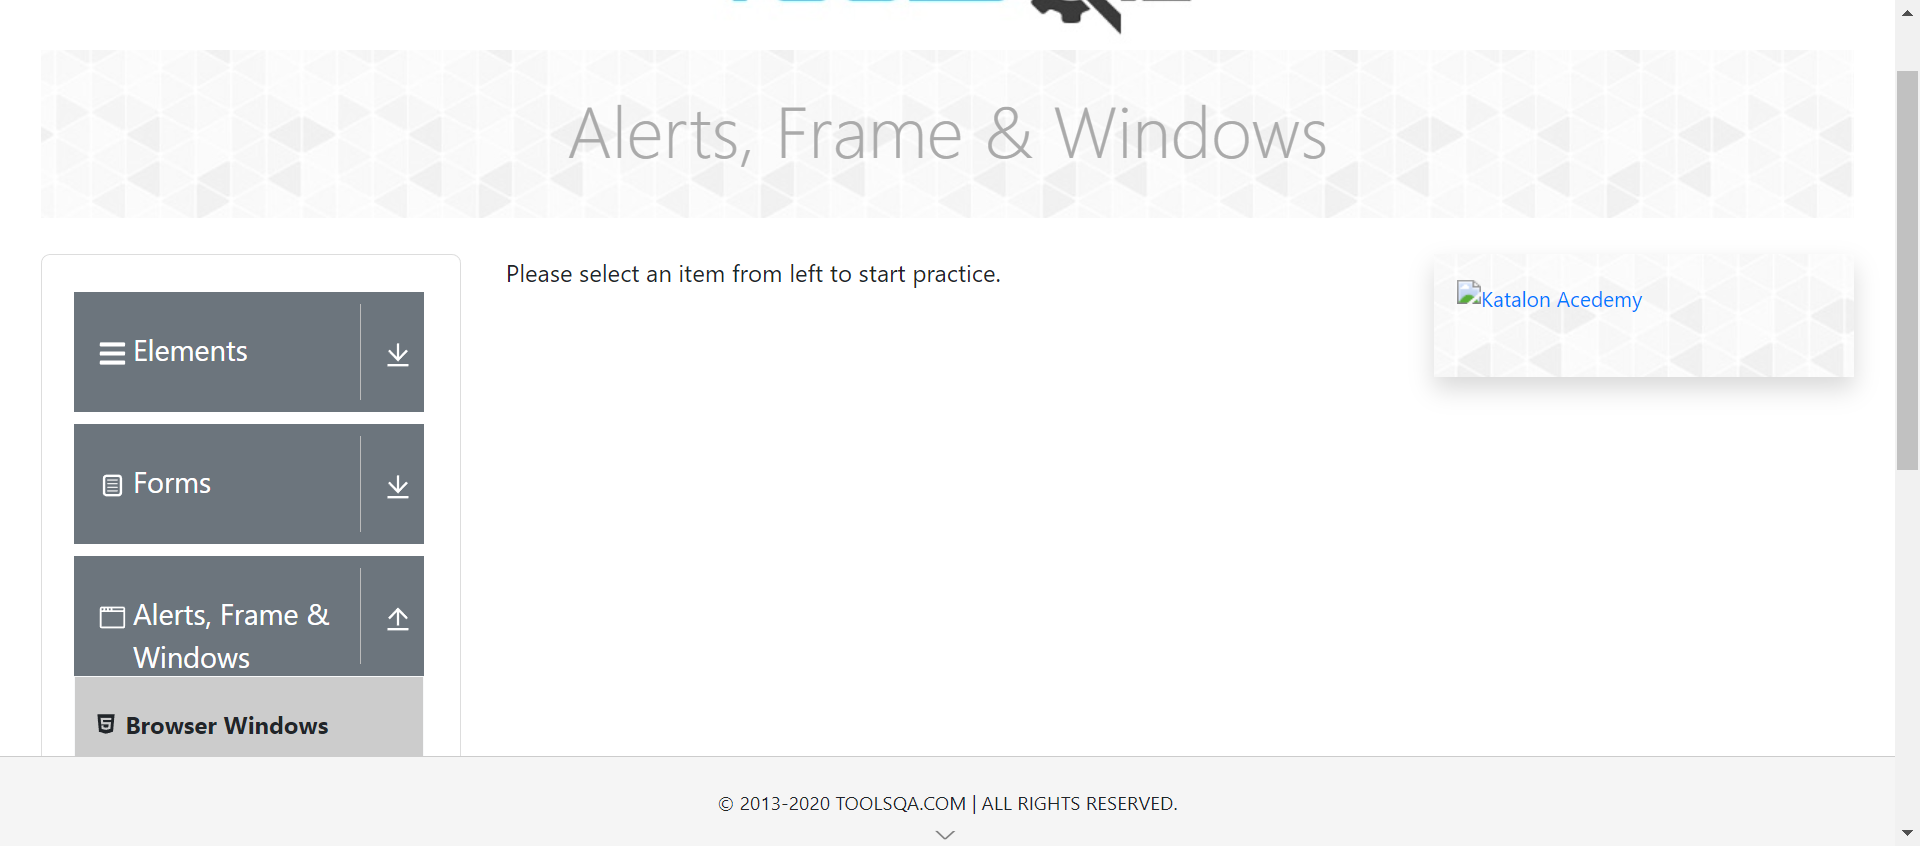 Alerts, Frame & Windows
Please select an item from left to start practice.
Katalon Acedemy
Elements
Forms
Alerts, Frame &
Windows
Browser Windows
© 2013-2020 TOOLSQA.COM | ALL RIGHTS RESERVED.